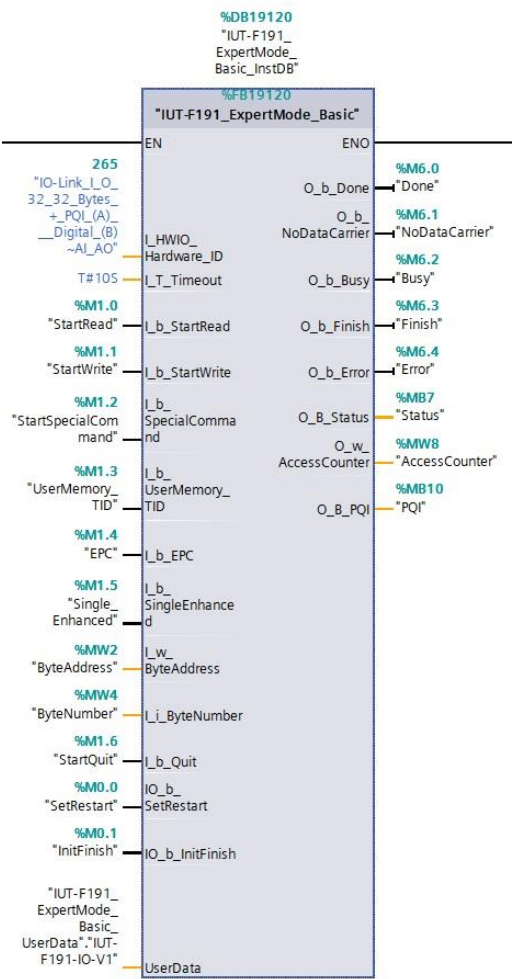 %DB19120
"IUT-F191_
ExpertMode_
Basic_InstDB"
%FB19120
"IUT-F191_ExpertMode_Basic"
EN
ENO
265
"IO-Link_I_O_
32_32_Bytes_
+_PQI_(A)_
__Digital_(B)
~AI_AO"
I_HWIO_
Hardware_ID
T#10S
I_T_Timeout
%M1.0
"StartRead"
I_b_StartRead
%M1.1
"StartWrite"
I_b_StartWrite
%M1.2
"StartSpecialCom
mand"
I_b_
SpecialComma
nd
%M1.3
"UserMemory_
TID"
I_b_
UserMemory_
TID
%M1.4
"EPC"
I_b_EPC
%M1.5
"Single_
Enhanced"
I_b_
SingleEnhance
d
%MW2
"ByteAddress"
I_w_
ByteAddress
%MW4
"ByteNumber"
I_i_ByteNumber
%M1.6
"StartQuit"
I_b_Quit
%M0.0
"SetRestart"
IO_b_
SetRestart
%M0.1
"InitFinish"
IO_b_InitFinish
"IUT-F191_
ExpertMode_
Basic_
UserData"."IUT-
F191-IO-V1"
UserData
O_b_Done
%M6.0
"Done"
O_b_
NoDataCarrier
%M6.1
"NoDataCarrier"
O_b_Busy
%M6.2
"Busy"
O_b_Finish
%M6.3
"Finish"
O_b_Error
%M6.4
"Error"
O_B_Status
%MB7
"Status"
O_w_
AccessCounter
%MW8
"AccessCounter"
O_B_PQI
%MB10
"PQI"